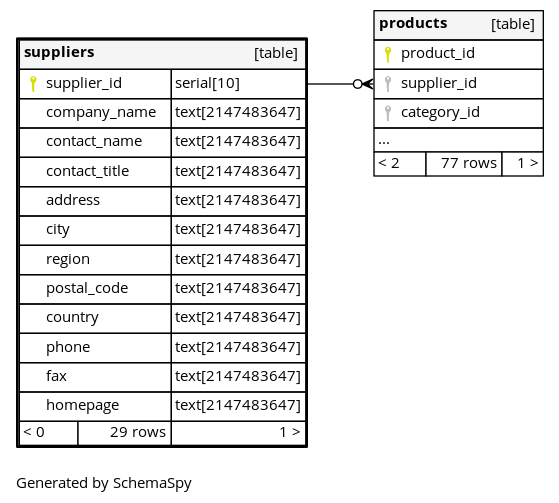 suppliers [table]
supplier_id serial[10]
company_name text[2147483647]
contact_name text[2147483647]
contact_title text[2147483647]
address text[2147483647]
city text[2147483647]
region text[2147483647]
postal_code text[2147483647]
country text[2147483647]
phone text[2147483647]
fax text[2147483647]
homepage text[2147483647]
< 0 29 rows 1 >
products [table]
product_id
supplier_id
category_id
...
< 2 77 rows 1 >
Generated by SchemaSpy